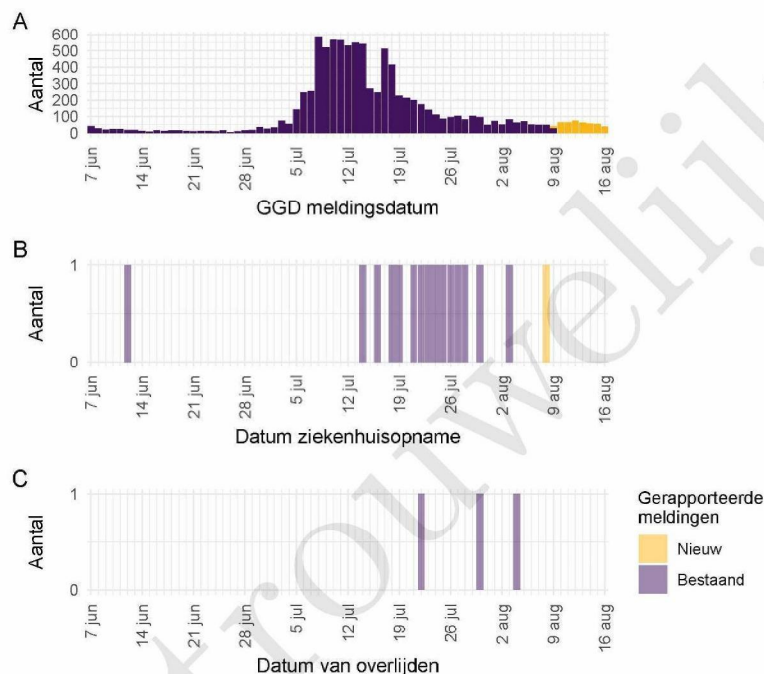 A
600
500
400
300
200
100
0
Aantal
7 jun
14 jun
21 jun
28 jun
5 jul
12 jul
19 jul
26 jul
2 aug
9 aug
16 aug
GGD meldingsdatum
B
1
0
Aantal
7 jun
14 jun
21 jun
28 jun
5 jul
12 jul
19 jul
26 jul
2 aug
9 aug
16 aug
Datum ziekenhuisopname
C
1
0
Aantal
7 jun
14 jun
21 jun
28 jun
5 jul
12 jul
19 jul
26 jul
2 aug
9 aug
16 aug
Datum van overlijden
Gerapporteerde
meldingen
Nieuw
Bestaand
trouwelijk